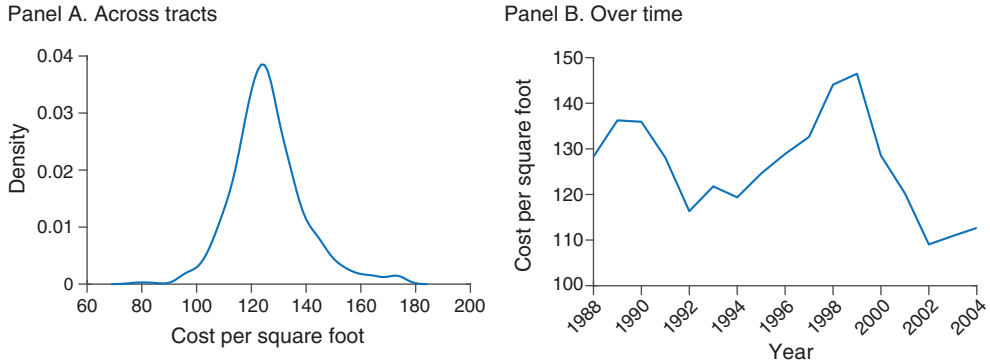 Panel A. Across tracts
0.04
0.03
0.02
0.01
0
Density
60 80 100 120 140 160 180 200
Cost per square foot
Panel B. Over time
150
140
130
120
110
100
Cost per square foot
1988 1990 1992 1994 1996 1998 2000 2002 2004
Year